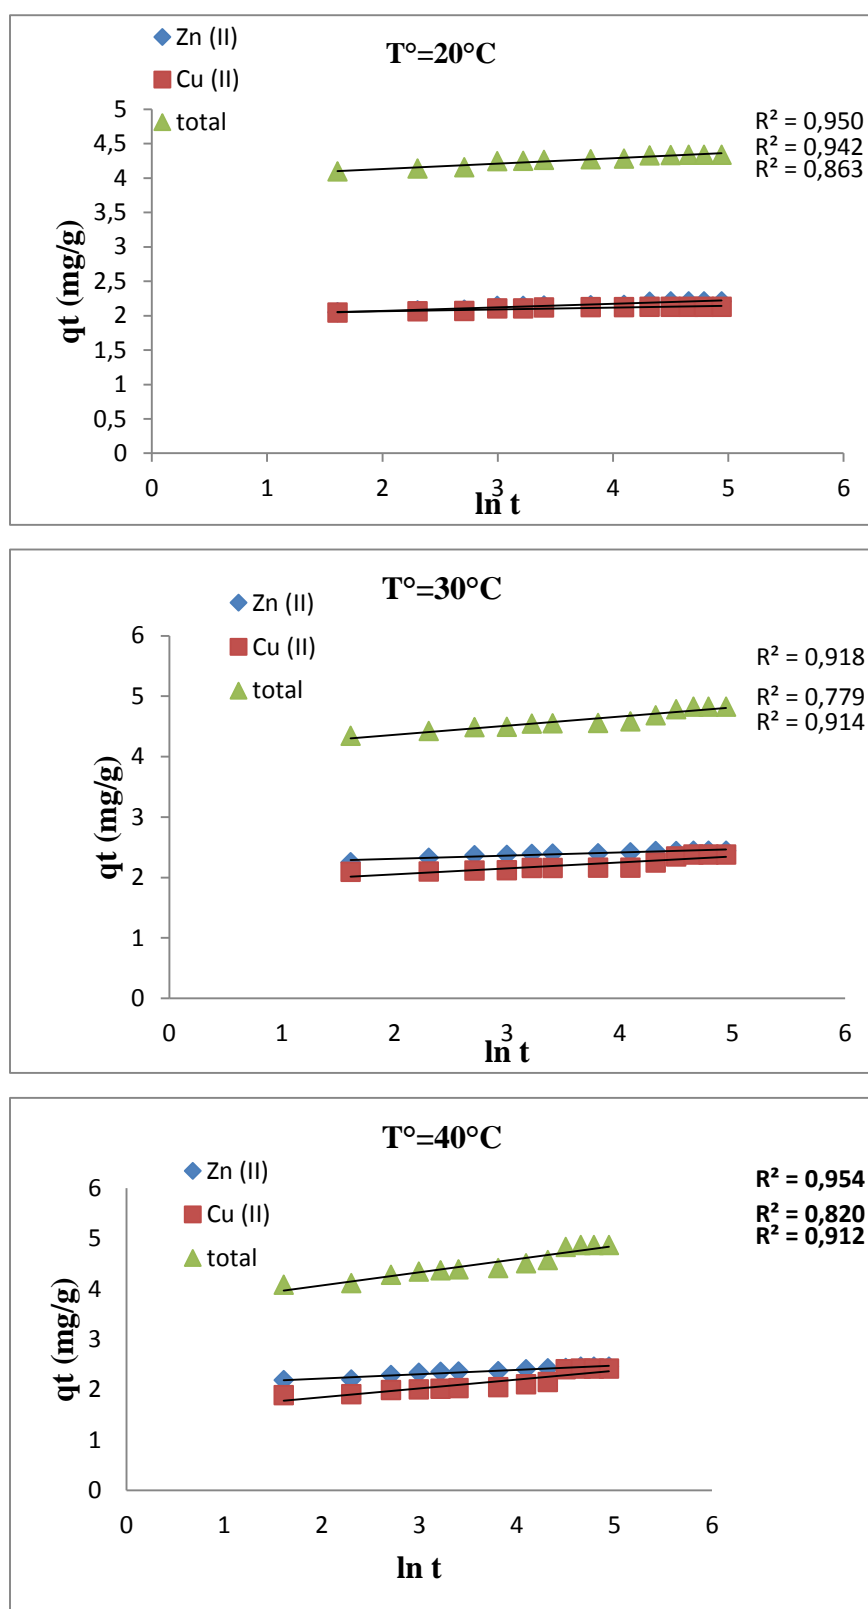 T°=20°C
Zn (II)
Cu (II)
total
R² = 0,950
R² = 0,942
R² = 0,863
qt (mg/g)
5
4,5
4
3,5
3
2,5
2
1,5
1
0,5
0
0 1 2 3 4 5 6
ln t
T°=30°C
Zn (II)
Cu (II)
total
R² = 0,918
R² = 0,779
R² = 0,914
qt (mg/g)
6
5
4
3
2
1
0
0 1 2 3 4 5 6
ln t
T°=40°C
Zn (II)
Cu (II)
total
R² = 0,954
R² = 0,820
R² = 0,912
qt (mg/g)
6
5
4
3
2
1
0
0 1 2 3 4 5 6
ln t